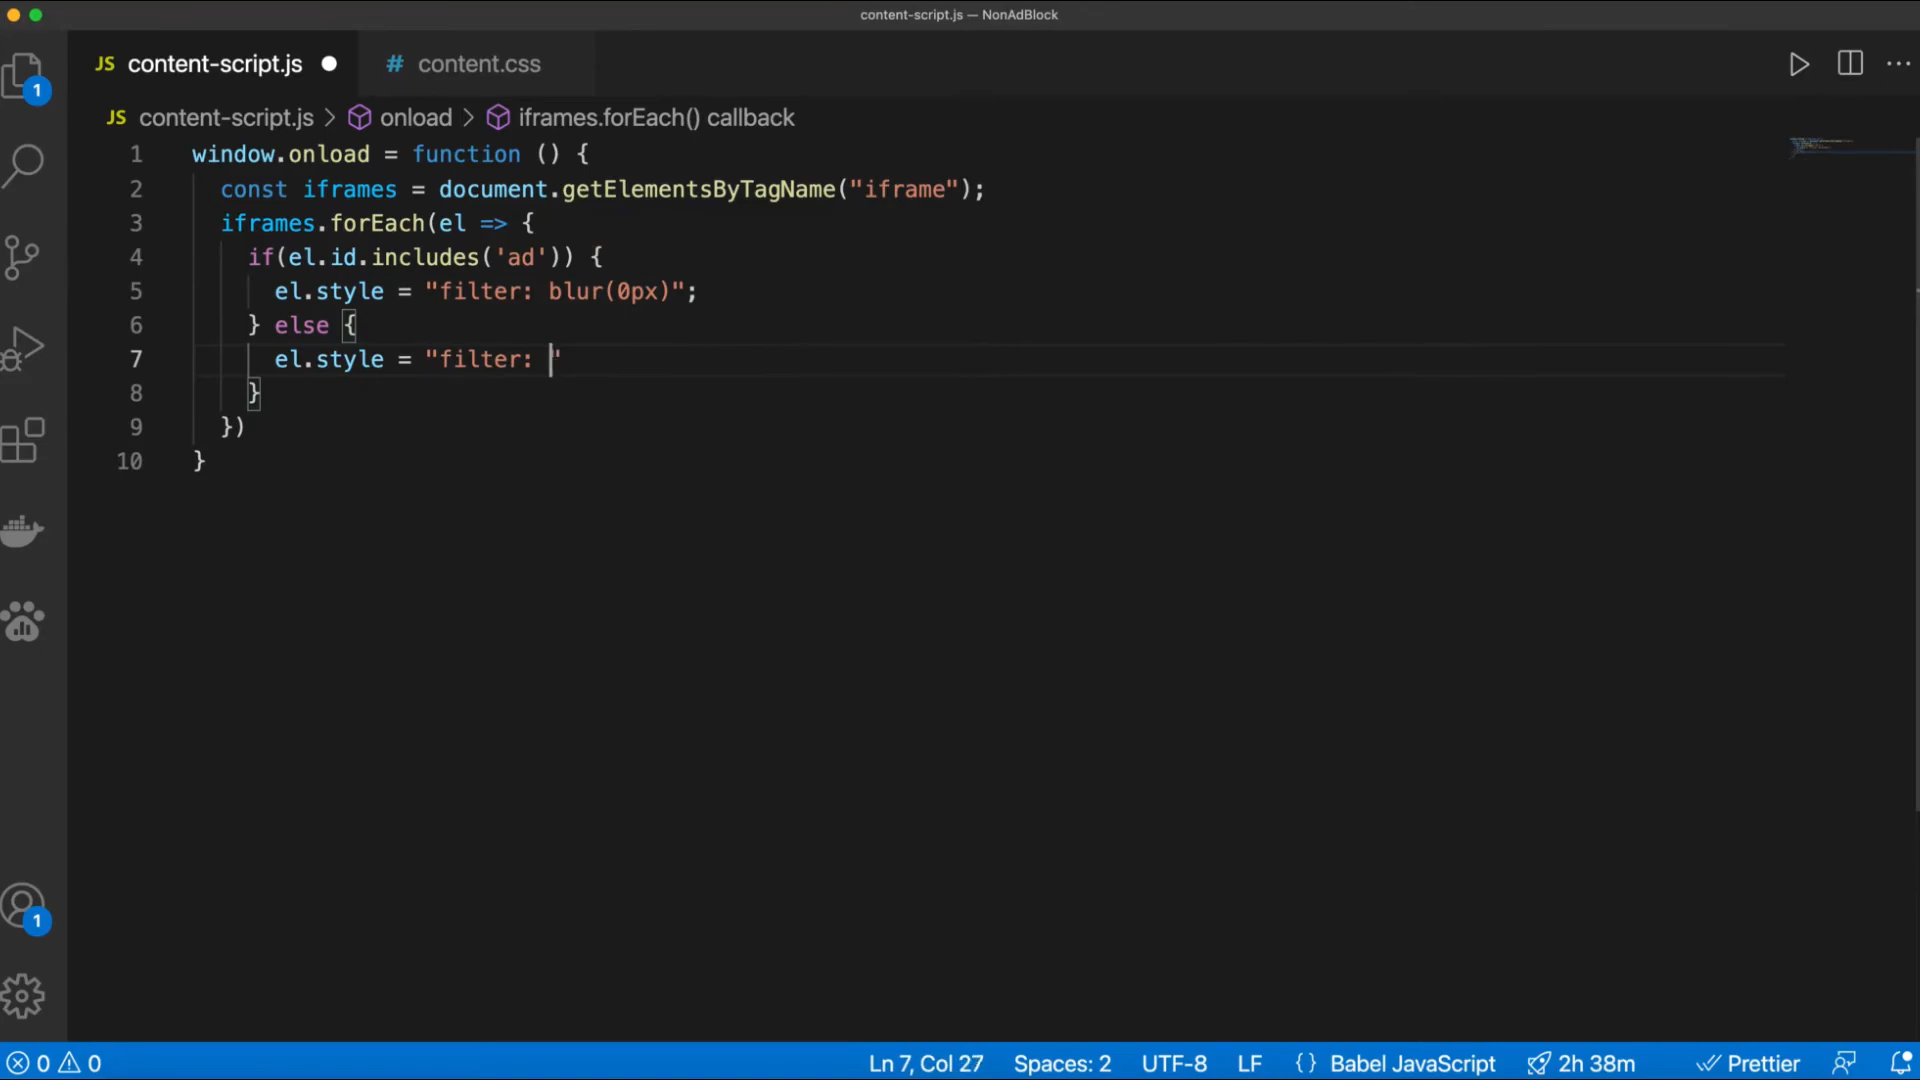 content-script.js — NonAdBlock
JS content-script.js # content.css
1
JS content-script.js > onload > iframes.forEach() callback
1 window.onload = function () {
2 const iframes = document.getElementsByTagName("iframe");
3 iframes.forEach(el => {
4 if(el.id.includes('ad')) {
5 el.style = "filter: blur(0px)";
6 } else {
7 el.style = "filter: "
8 }
9 })
10 }
1
0 0 Ln 7, Col 27 Spaces: 2 UTF-8 LF {} Babel JavaScript 2h 38m Prettier